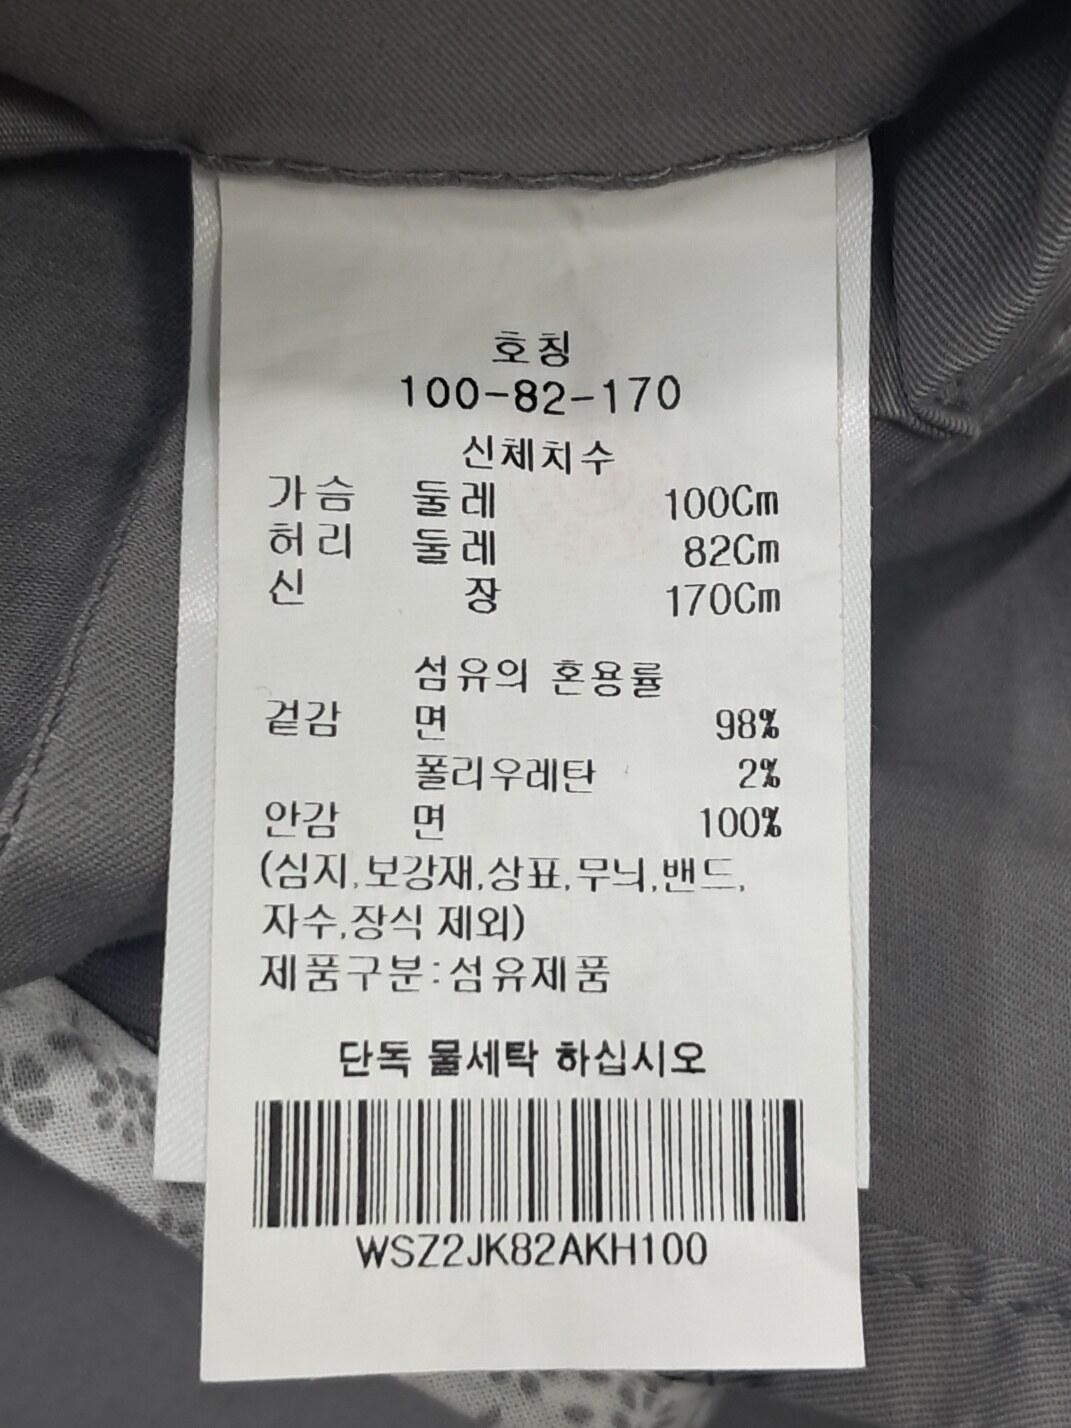 호칭
100-82-170
신체치수
가슴 둘레 100Cm
허리 둘레 82Cm
신 장 170Cm
섬유의 혼용률
겉감 면 98%
폴리우레탄 2%
안감 면 100%
(심지,보강재,상표,무늬,밴드,
자수,장식 제외)
제품구분:섬유제품
단독 물세탁 하십시오
WSZ2JK82AKH100